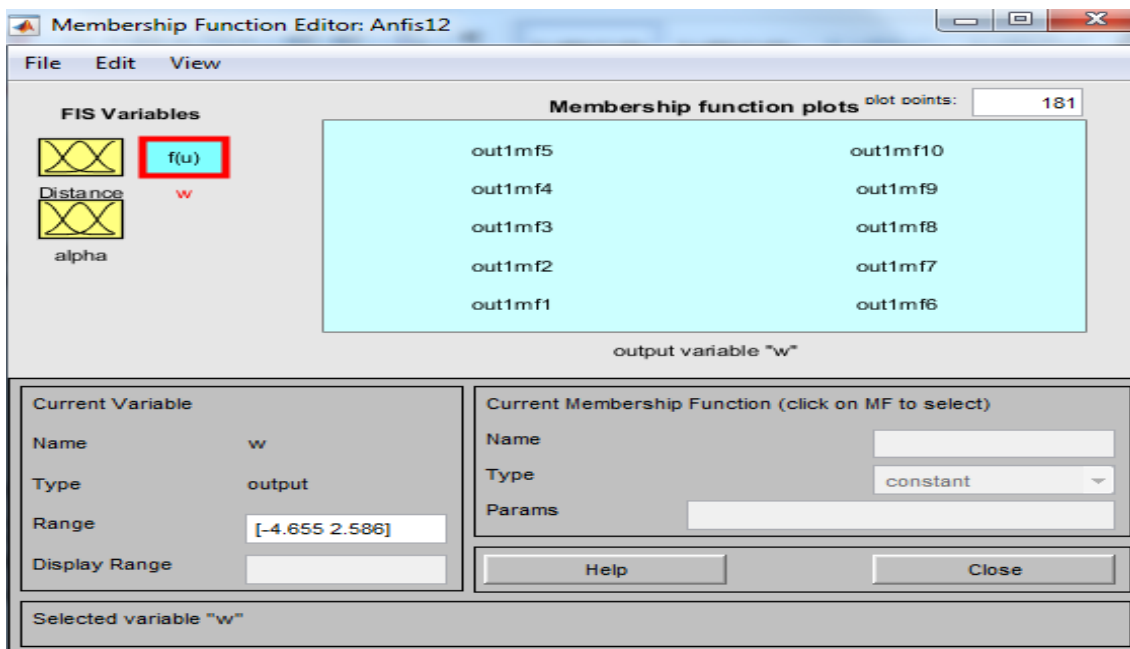 Membership Function Editor: Anfis12
File Edit View
FIS Variables
Membership function plots plot points: 181
f(u)
Distance w
alpha
out1mf5 out1mf10
out1mf4 out1mf9
out1mf3 out1mf8
out1mf2 out1mf7
out1mf1 out1mf6
output variable "w"
Current Variable
Name w
Type output
Range [-4.655 2.586]
Display Range
Current Membership Function (click on MF to select)
Name
Type constant
Params
Help Close
Selected variable "w"